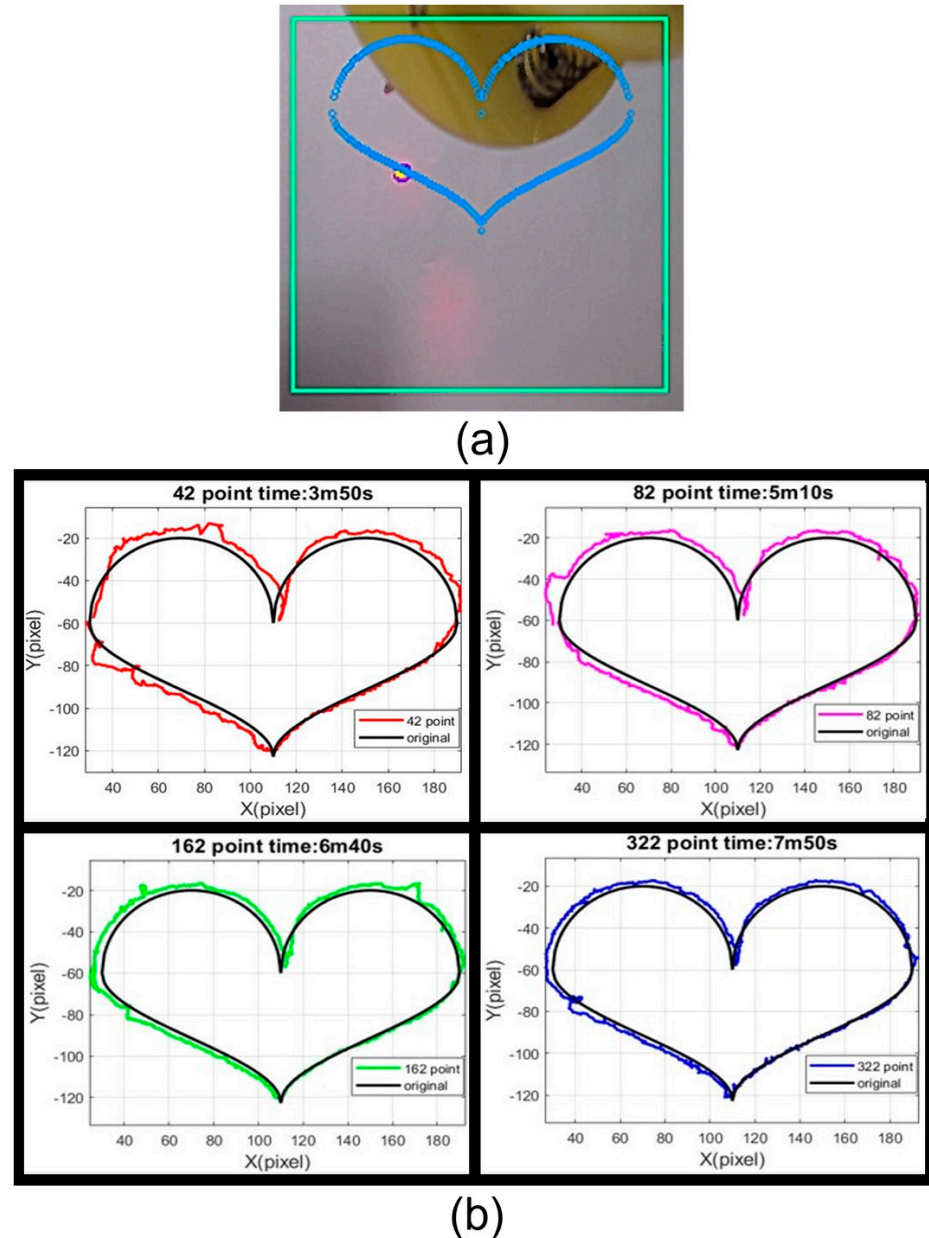 (a)
42 point time:3m50s
-20
-40
-60
-80
-100
-120
Y(pixel)
40 60 80 100 120 140 160 180
X(pixel)
42 point
original
82 point time:5m10s
-20
-40
-60
-80
-100
-120
Y(pixel)
40 60 80 100 120 140 160 180
X(pixel)
82 point
original
162 point time:6m40s
-20
-40
-60
-80
-100
-120
Y(pixel)
40 60 80 100 120 140 160 180
X(pixel)
162 point
original
322 point time:7m50s
-20
-40
-60
-80
-100
-120
Y(pixel)
40 60 80 100 120 140 160 180
X(pixel)
322 point
original
(b)